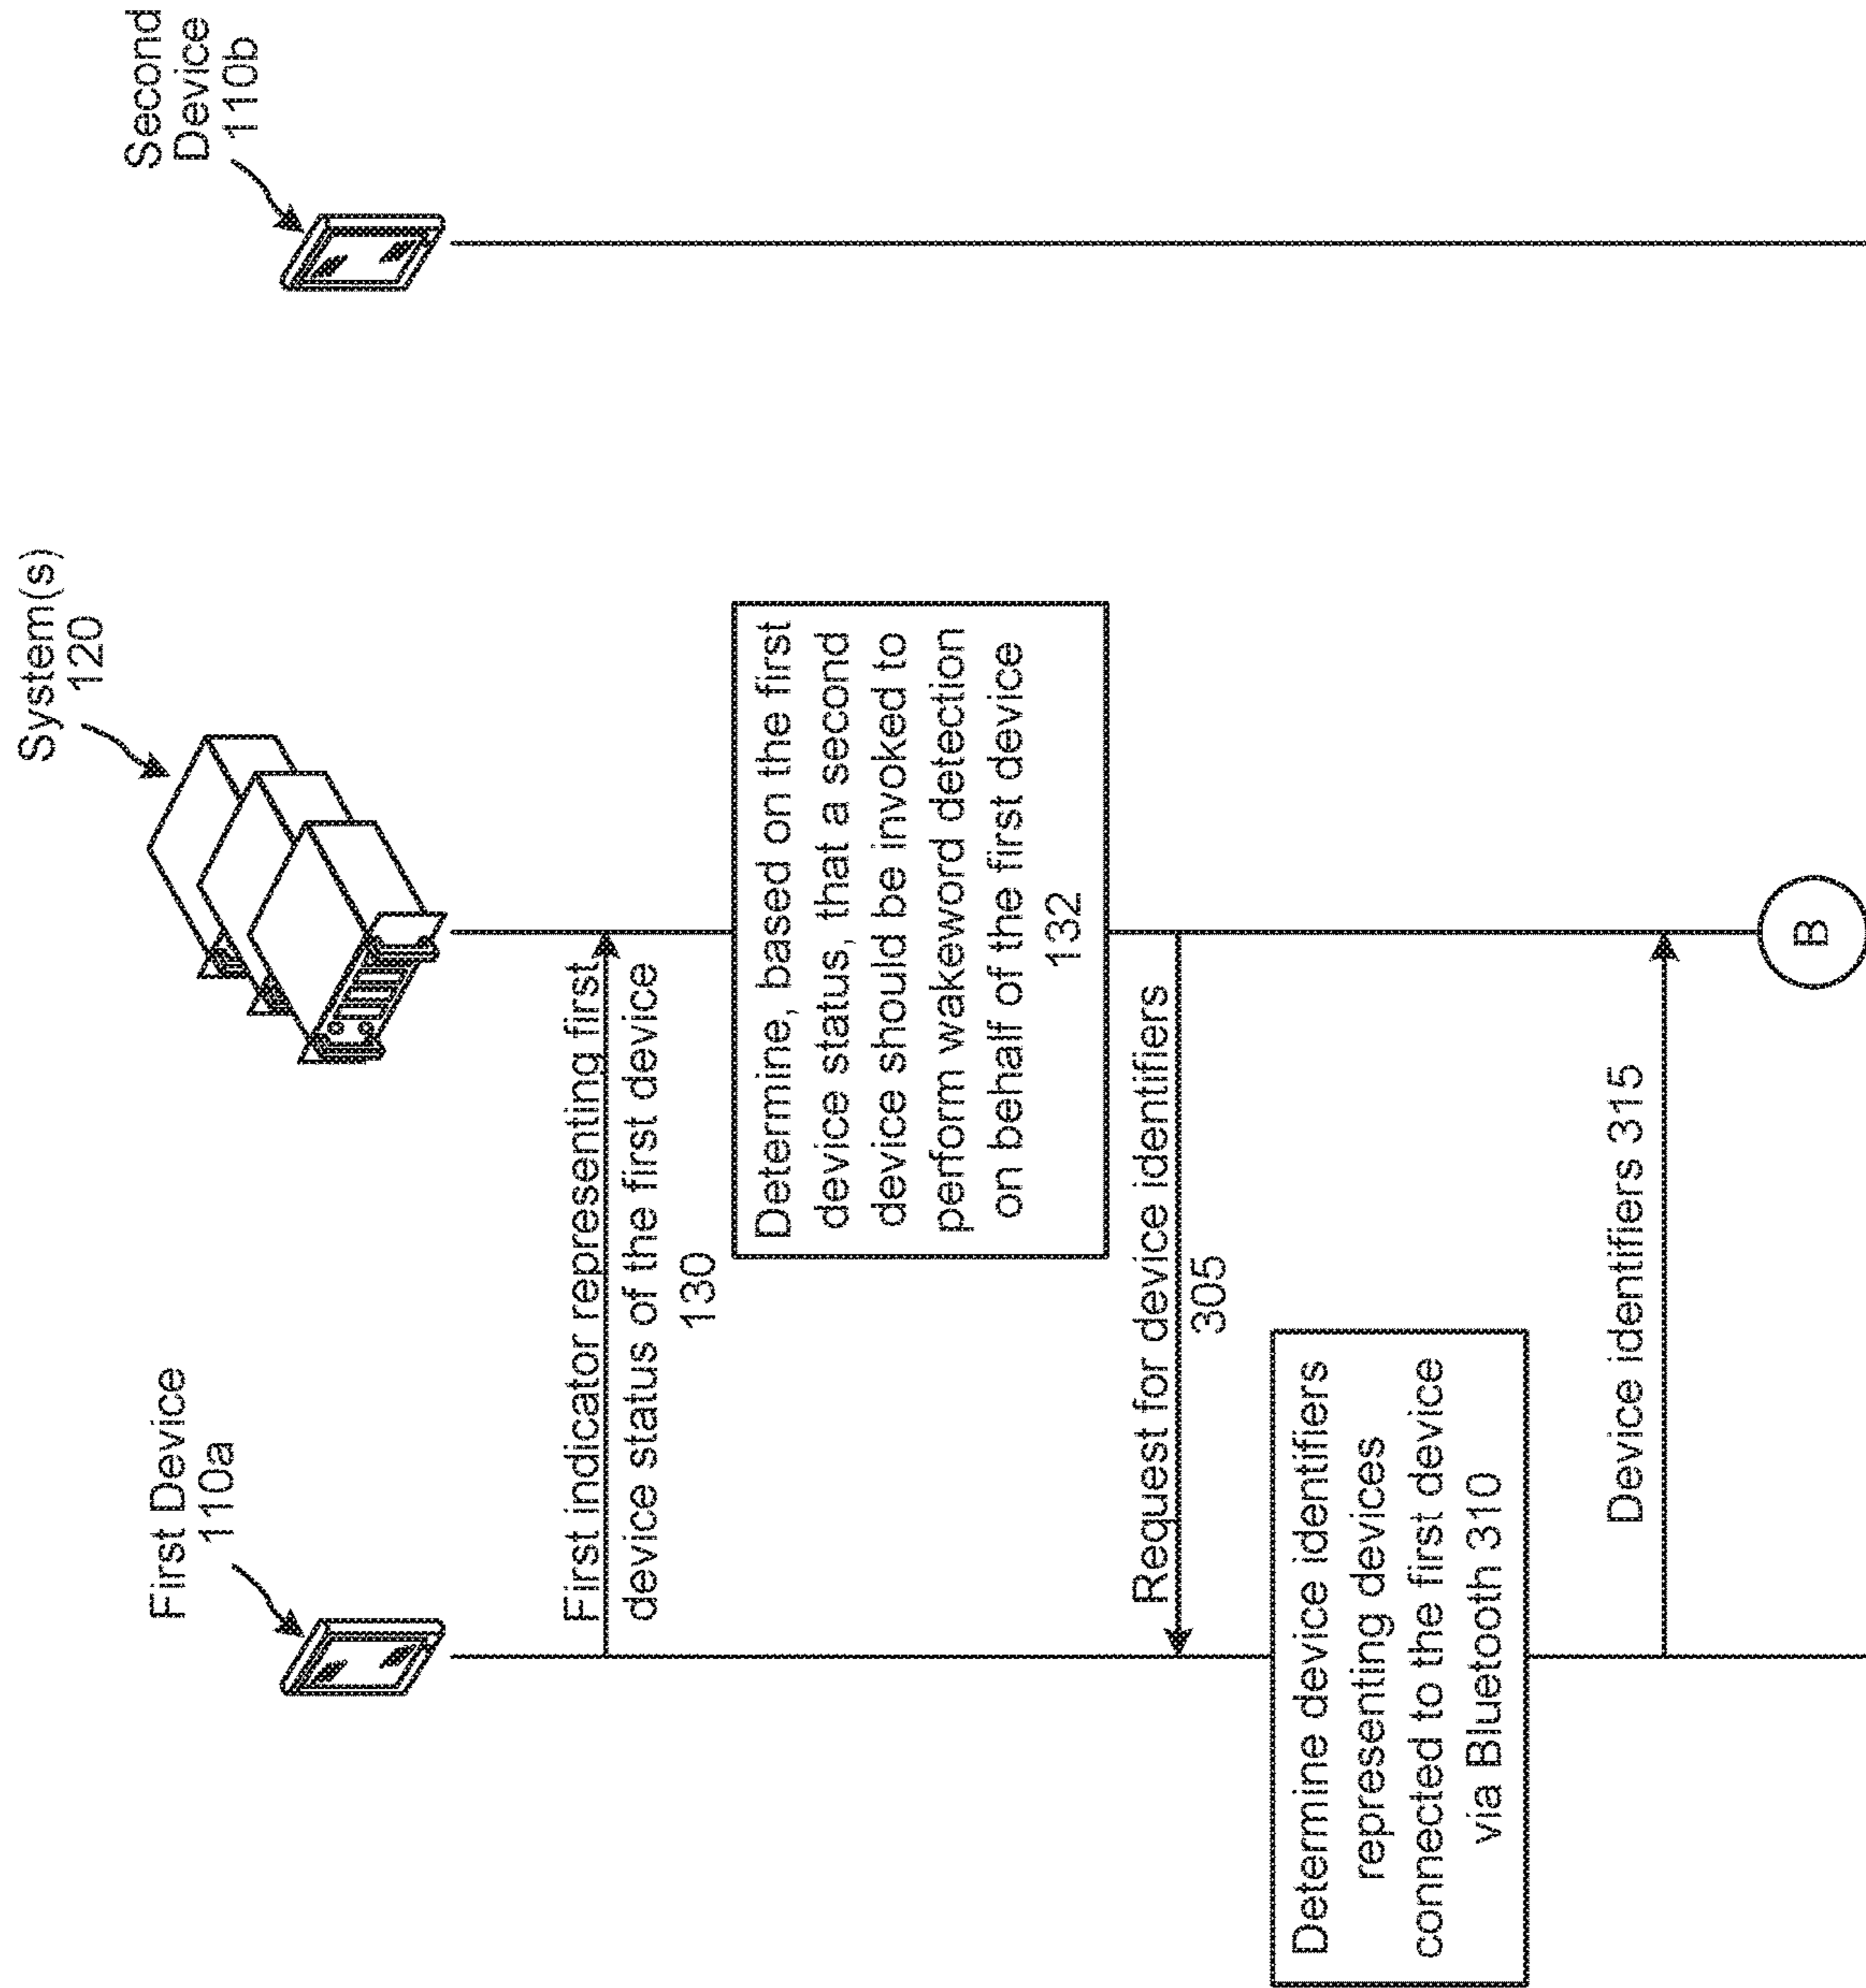 First Device
110a
System(s)
120
Second
Device
110b
First indicator representing first
device status of the first device
130
Determine, based on the first
device status, that a second
device should be invoked to
perform wakeword detection
on behalf of the first device
132
Request for device identifiers
305
Determine device identifiers
representing devices
connected to the first device
via Bluetooth 310
Device identifiers 315
B